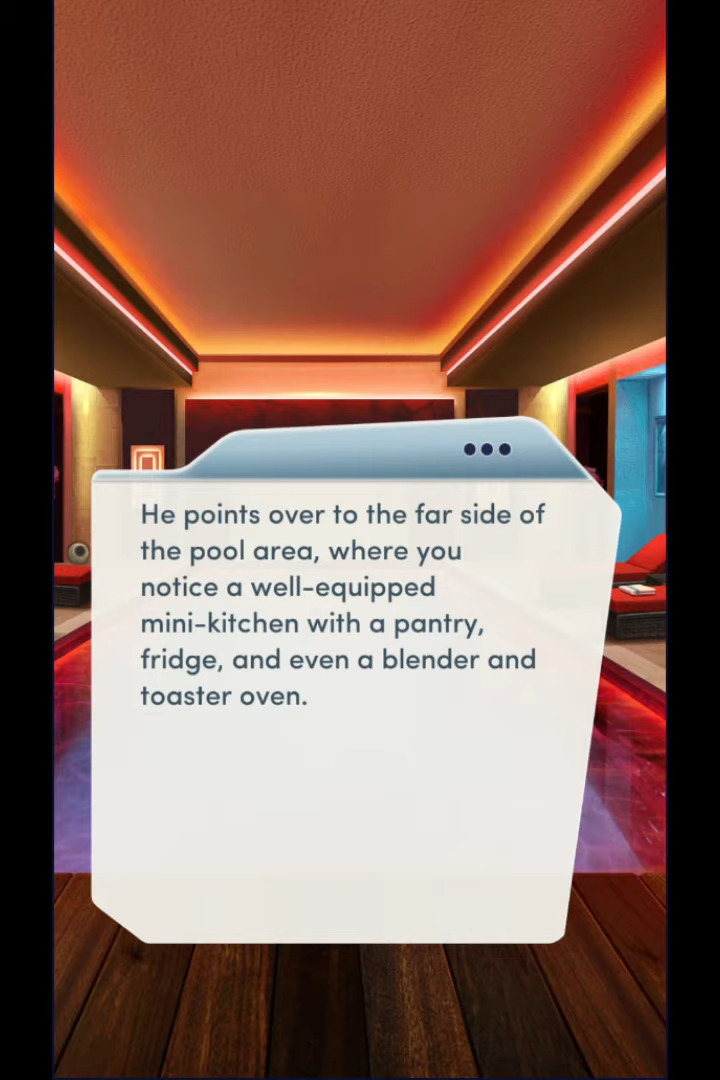 He points over to the far side of
the pool area, where you
notice a well-equipped
mini-kitchen with a pantry,
fridge, and even a blender and
toaster oven.